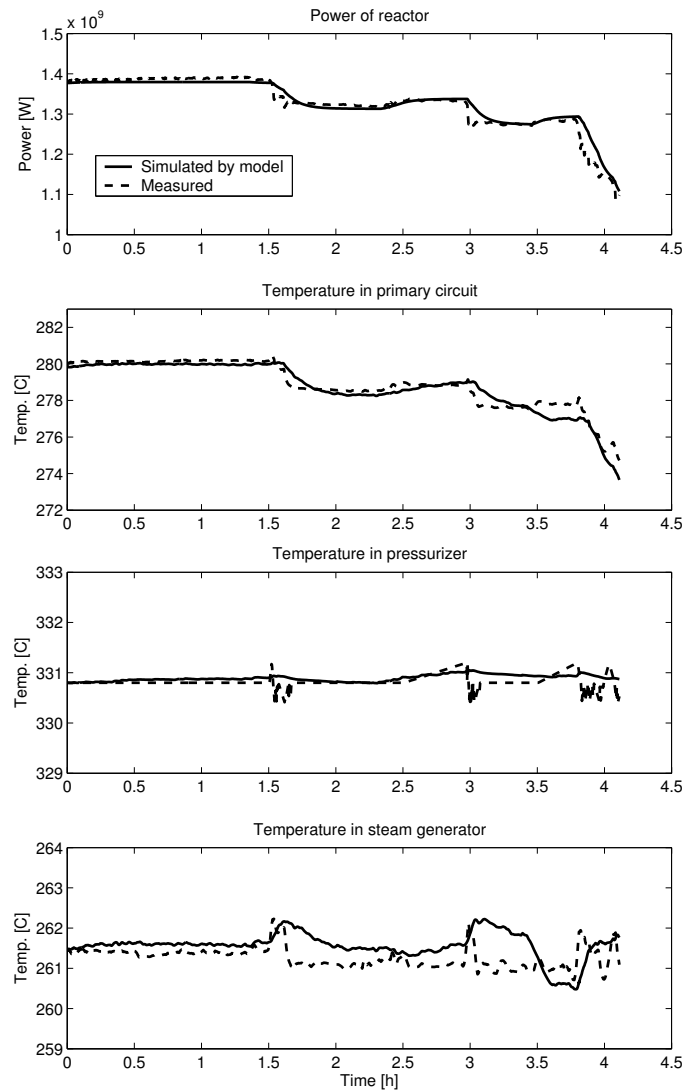 Power of reactor
x 10^9
1.5
1.4
1.3
1.2
1.1
1
Power [W]
Simulated by model
Measured
0 0.5 1 1.5 2 2.5 3 3.5 4 4.5
Temperature in primary circuit
282
280
278
276
274
272
Temp. [C]
0 0.5 1 1.5 2 2.5 3 3.5 4 4.5
Temperature in pressurizer
333
332
331
330
329
Temp. [C]
0 0.5 1 1.5 2 2.5 3 3.5 4 4.5
Temperature in steam generator
264
263
262
261
260
259
Temp. [C]
0 0.5 1 1.5 2 2.5 3 3.5 4 4.5
Time [h]